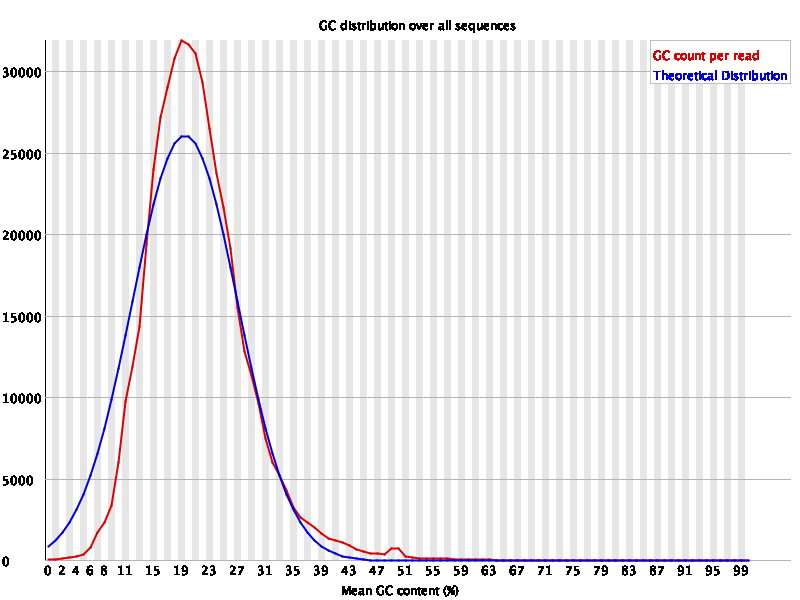 GC distribution over all sequences
GC count per read
Theoretical Distribution
30000
25000
20000
15000
10000
5000
0
0 2 4 6 8 11 15 19 23 27 31 35 39 43 47 51 55 59 63 67 71 75 79 83 87 91 95 99
Mean GC content (%)